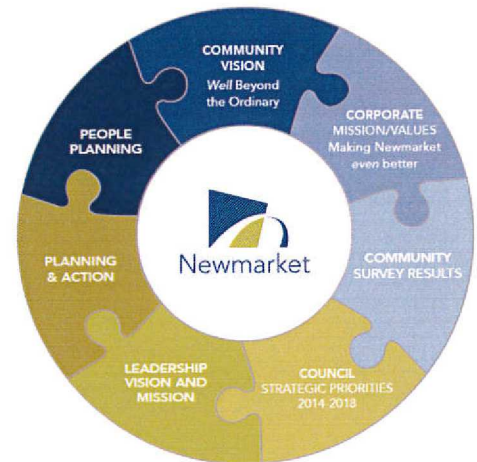 COMMUNITY
VISION
Well Beyond
the Ordinary
CORPORATE
MISSION/VALUES
Making Newmarket
even better
COMMUNITY
SURVEY RESULTS
COUNCIL
STRATEGIC PRIORITIES
2014-2018
LEADERSHIP
VISION AND
MISSION
PLANNING
& ACTION
PEOPLE
PLANNING
Newmarket